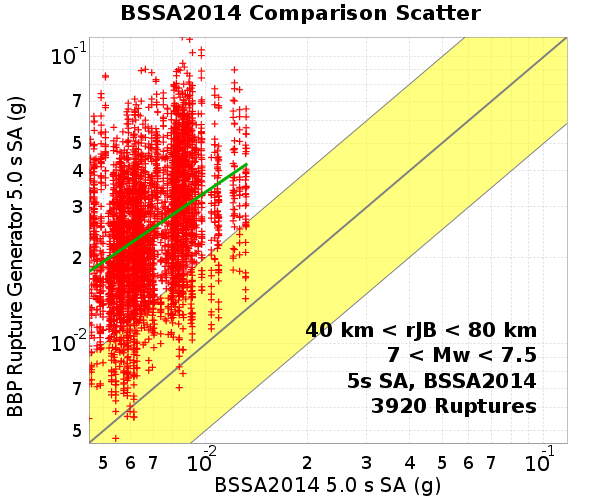 BSSA2014 Comparison Scatter
BBP Rupture Generator 5.0 s SA (g)
10^-1
7
5
4
3
2
10^-2
7
5
40 km < rJB < 80 km
7 < Mw < 7.5
5s SA, BSSA2014
3920 Ruptures
5 6 7 10^-2 2 3 4 5 6 7 10^-1
BSSA2014 5.0 s SA (g)